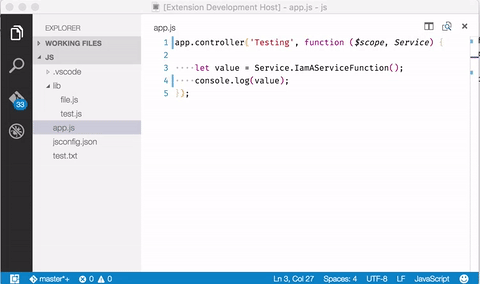 [Extension Development Host] - app.js - js
EXPLORER
WORKING FILES
JS
.vscode
lib
file.js
test.js
app.js
jsconfig.json
test.txt
33
app.js
1 app.controller('Testing', function ($scope, Service) {
2
3 ····let value = Service.IamAServiceFunction();
4 ····console.log(value);
5 });
master*+ 0 0 Ln 3, Col 27 Spaces: 4 UTF-8 LF JavaScript